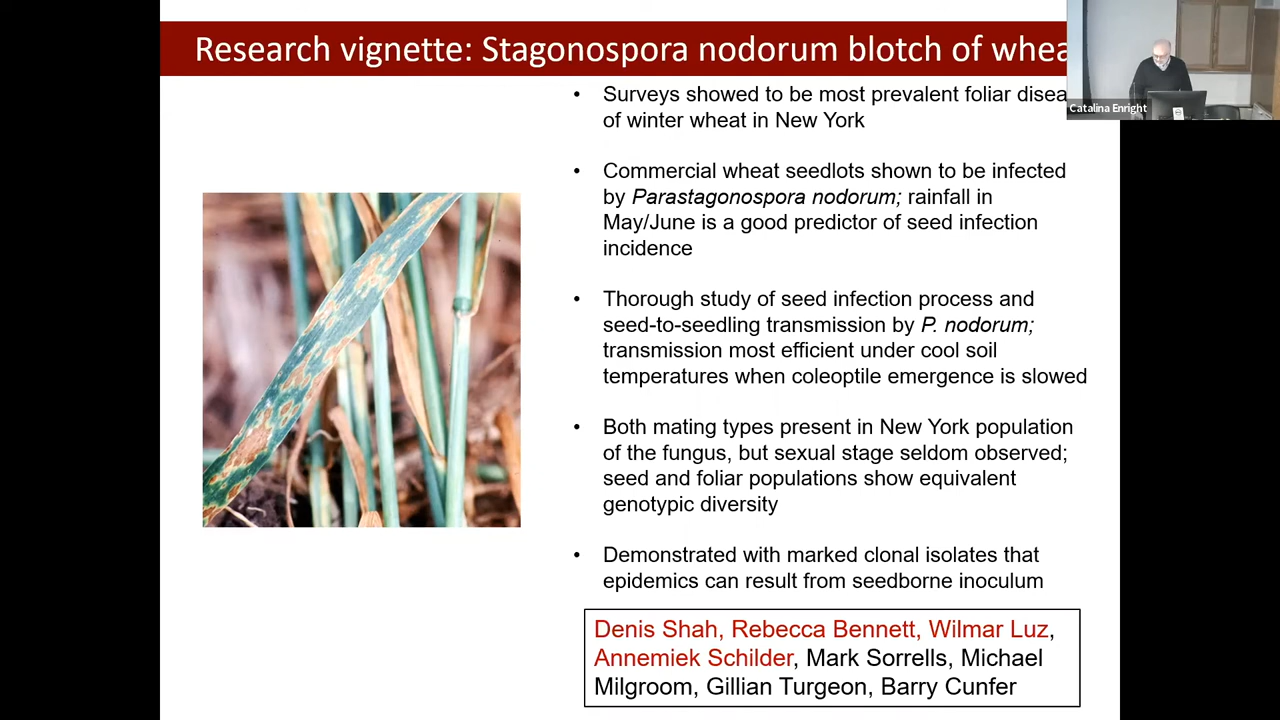 Research vignette: Stagonospora nodorum blotch of whea
• Surveys showed to be most prevalent foliar disea
of winter wheat in New York
Catalina Enright
• Commercial wheat seedlots shown to be infected
by Parastagonospora nodorum; rainfall in
May/June is a good predictor of seed infection
incidence
• Thorough study of seed infection process and
seed-to-seedling transmission by P. nodorum;
transmission most efficient under cool soil
temperatures when coleoptile emergence is slowed
• Both mating types present in New York population
of the fungus, but sexual stage seldom observed;
seed and foliar populations show equivalent
genotypic diversity
• Demonstrated with marked clonal isolates that
epidemics can result from seedborne inoculum
Denis Shah, Rebecca Bennett, Wilmar Luz,
Annemiek Schilder, Mark Sorrells, Michael
Milgroom, Gillian Turgeon, Barry Cunfer